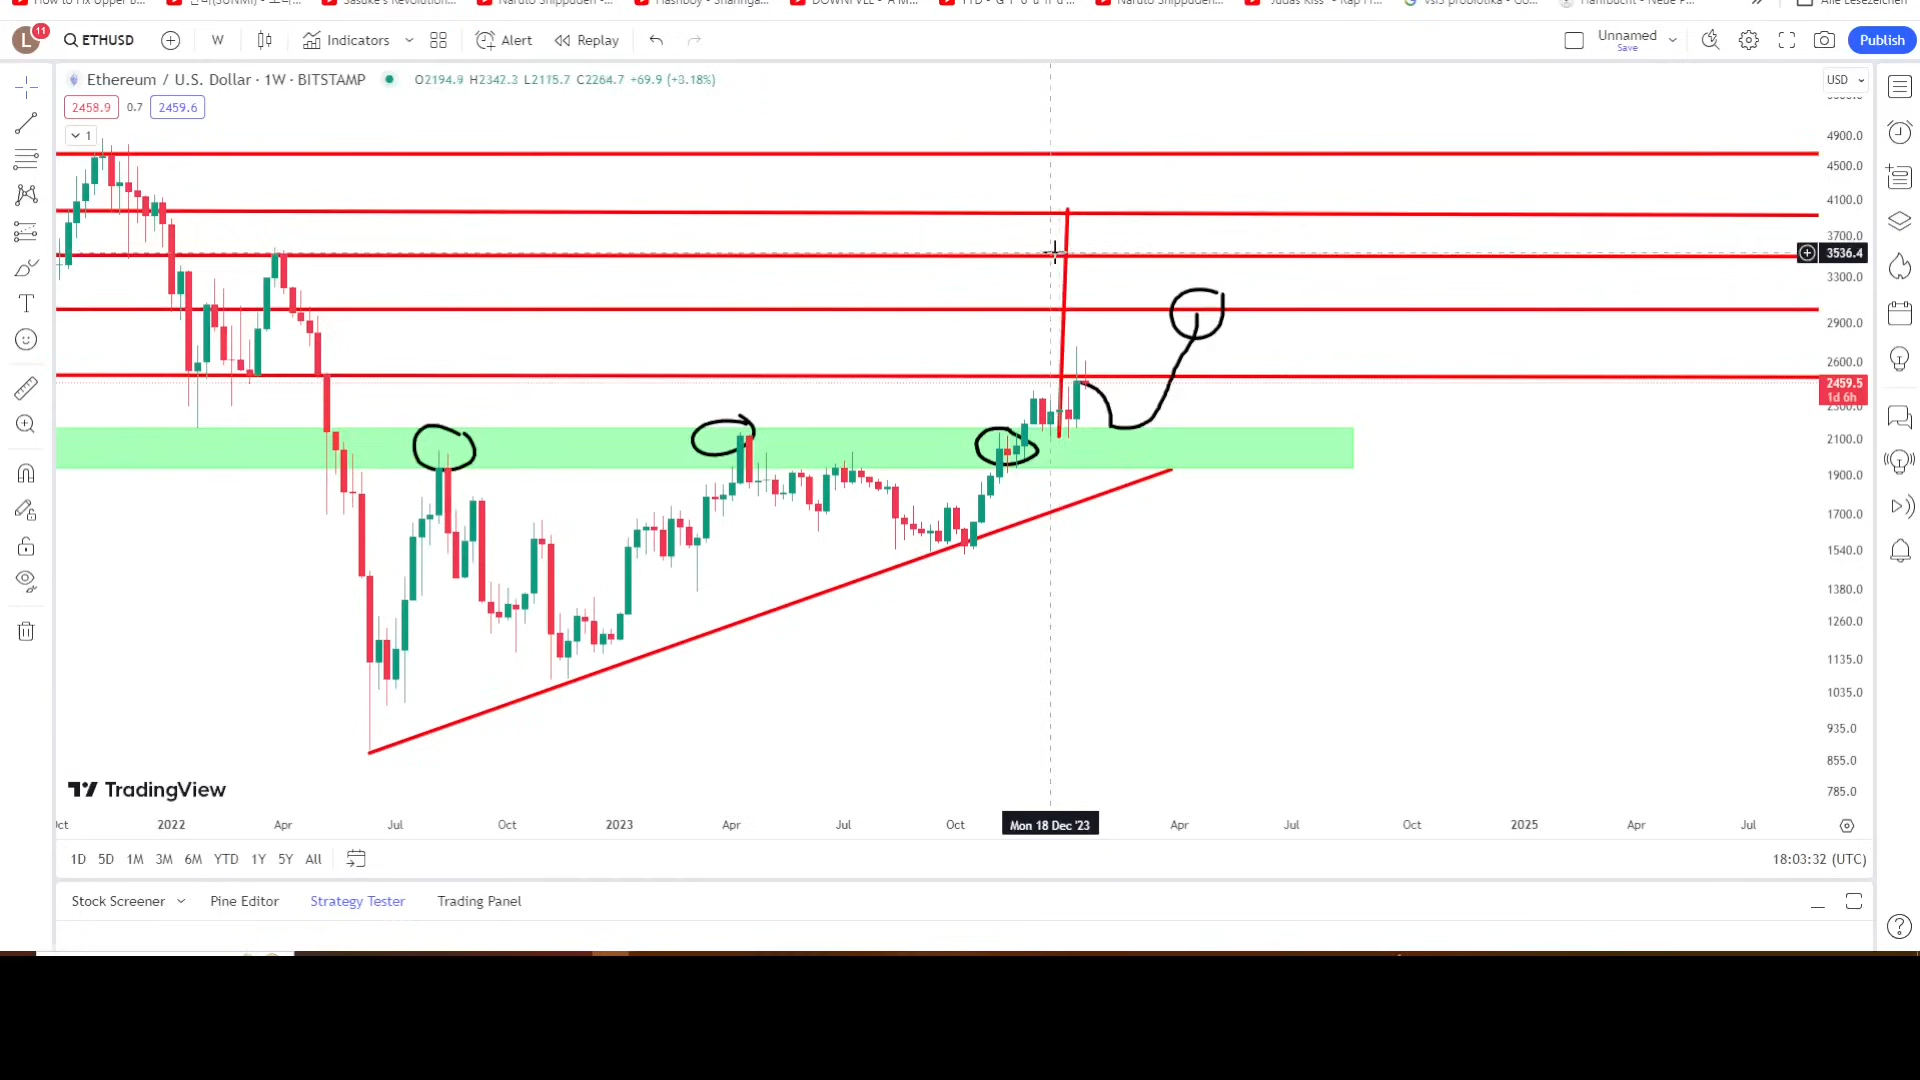 ETHUSD W Indicators Alert Replay Unnamed Save Publish
L 11
Ethereum / U.S. Dollar · 1W · BITSTAMP O2194.9 H2342.3 L2115.7 C2264.7 +69.9 (+3.18%) USD
2458.9 0.7 2459.6
1
4900.0
4500.0
4100.0
3700.0
3536.4
3300.0
2900.0
2600.0
2459.5
1d 6h
2300.0
2100.0
1900.0
1700.0
1540.0
1380.0
1260.0
1135.0
1035.0
935.0
855.0
785.0
TradingView
2022 Apr Jul Oct 2023 Apr Jul Oct Mon 18 Dec '23 Apr Jul Oct 2025 Apr Jul
1D 5D 1M 3M 6M YTD 1Y 5Y All 18:03:32 (UTC)
Stock Screener Pine Editor Strategy Tester Trading Panel